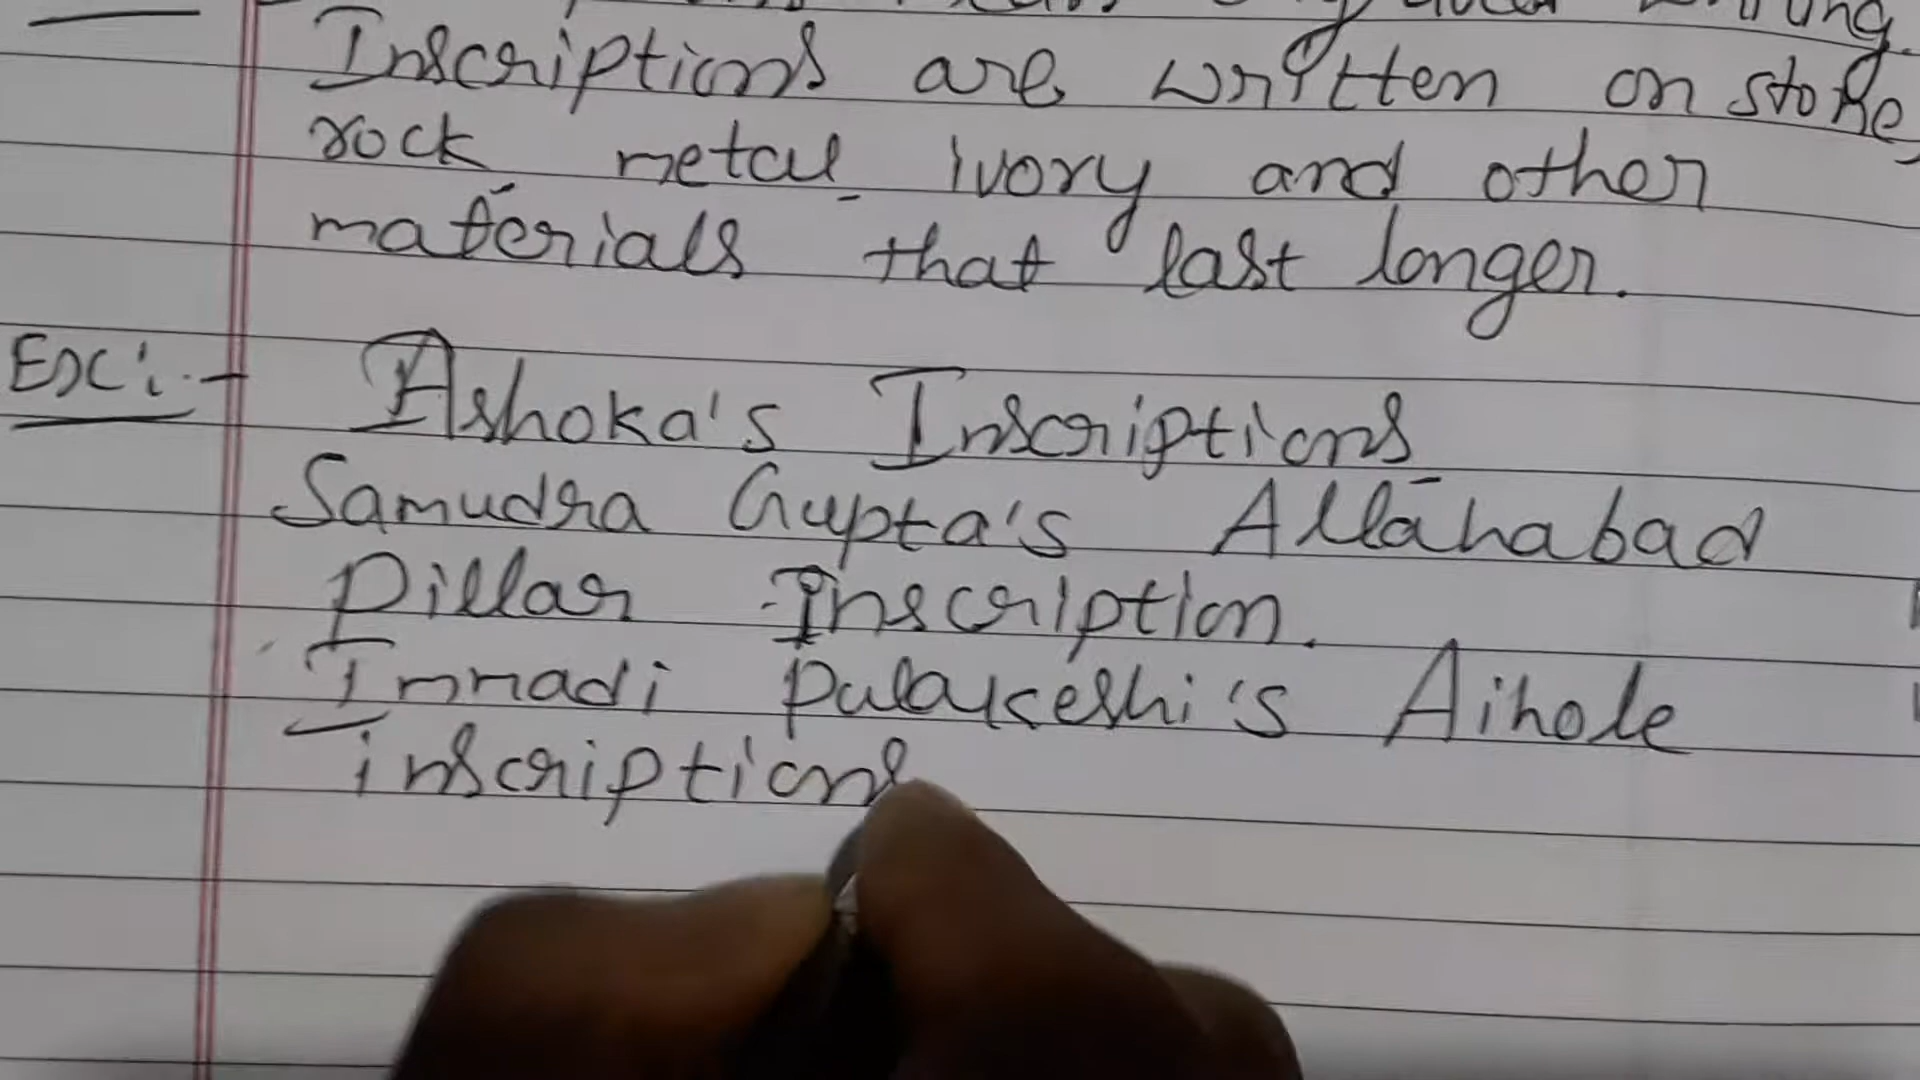 writing.
Inscriptions are written on stone,
rock metal ivory and other
materials that last longer.
Ex:- Ashoka's Inscriptions
Samudra Gupta's Allahabad
Pillar Inscription.
Immadi Pulakeshi's Aihole
inscriptions